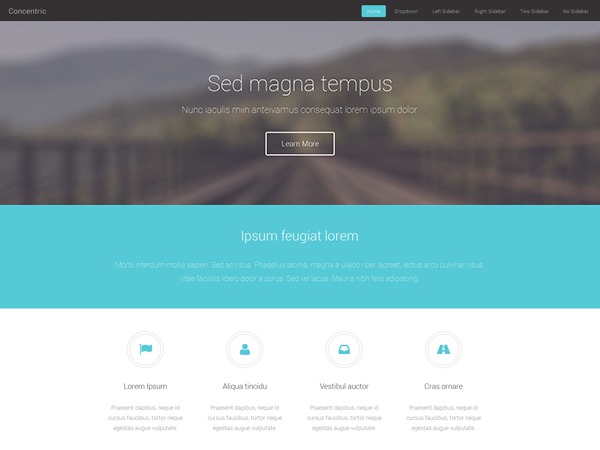 Concentric
Home Dropdown Left Sidebar Right Sidebar Two Sidebar No Sidebar
Sed magna tempus
Nunc iaculis miin anteivamus consequat lorem ipsum dolor
Learn More
Ipsum feugiat lorem
Morbi interdum mollis sapien. Sed ac risus. Phasellus lacinia, magna a ullaco rper laoreet, lectus arcu pulvinar risus,
vitae facilisis libero dolor a purus. Sed vel lacus. Mauris nibh felis adipiscing
Lorem Ipsum
Praesent dapibus, neque id
cursus faucibus, tortor neque
egestas augue vulputate.
Aliqua tincidu
Praesent dapibus, neque id
cursus faucibus, tortor neque
egestas augue vulputate.
Vestibul auctor
Praesent dapibus, neque id
cursus faucibus, tortor neque
egestas augue vulputate.
Cras ornare
Praesent dapibus, neque id
cursus faucibus, tortor neque
egestas augue vulputate.